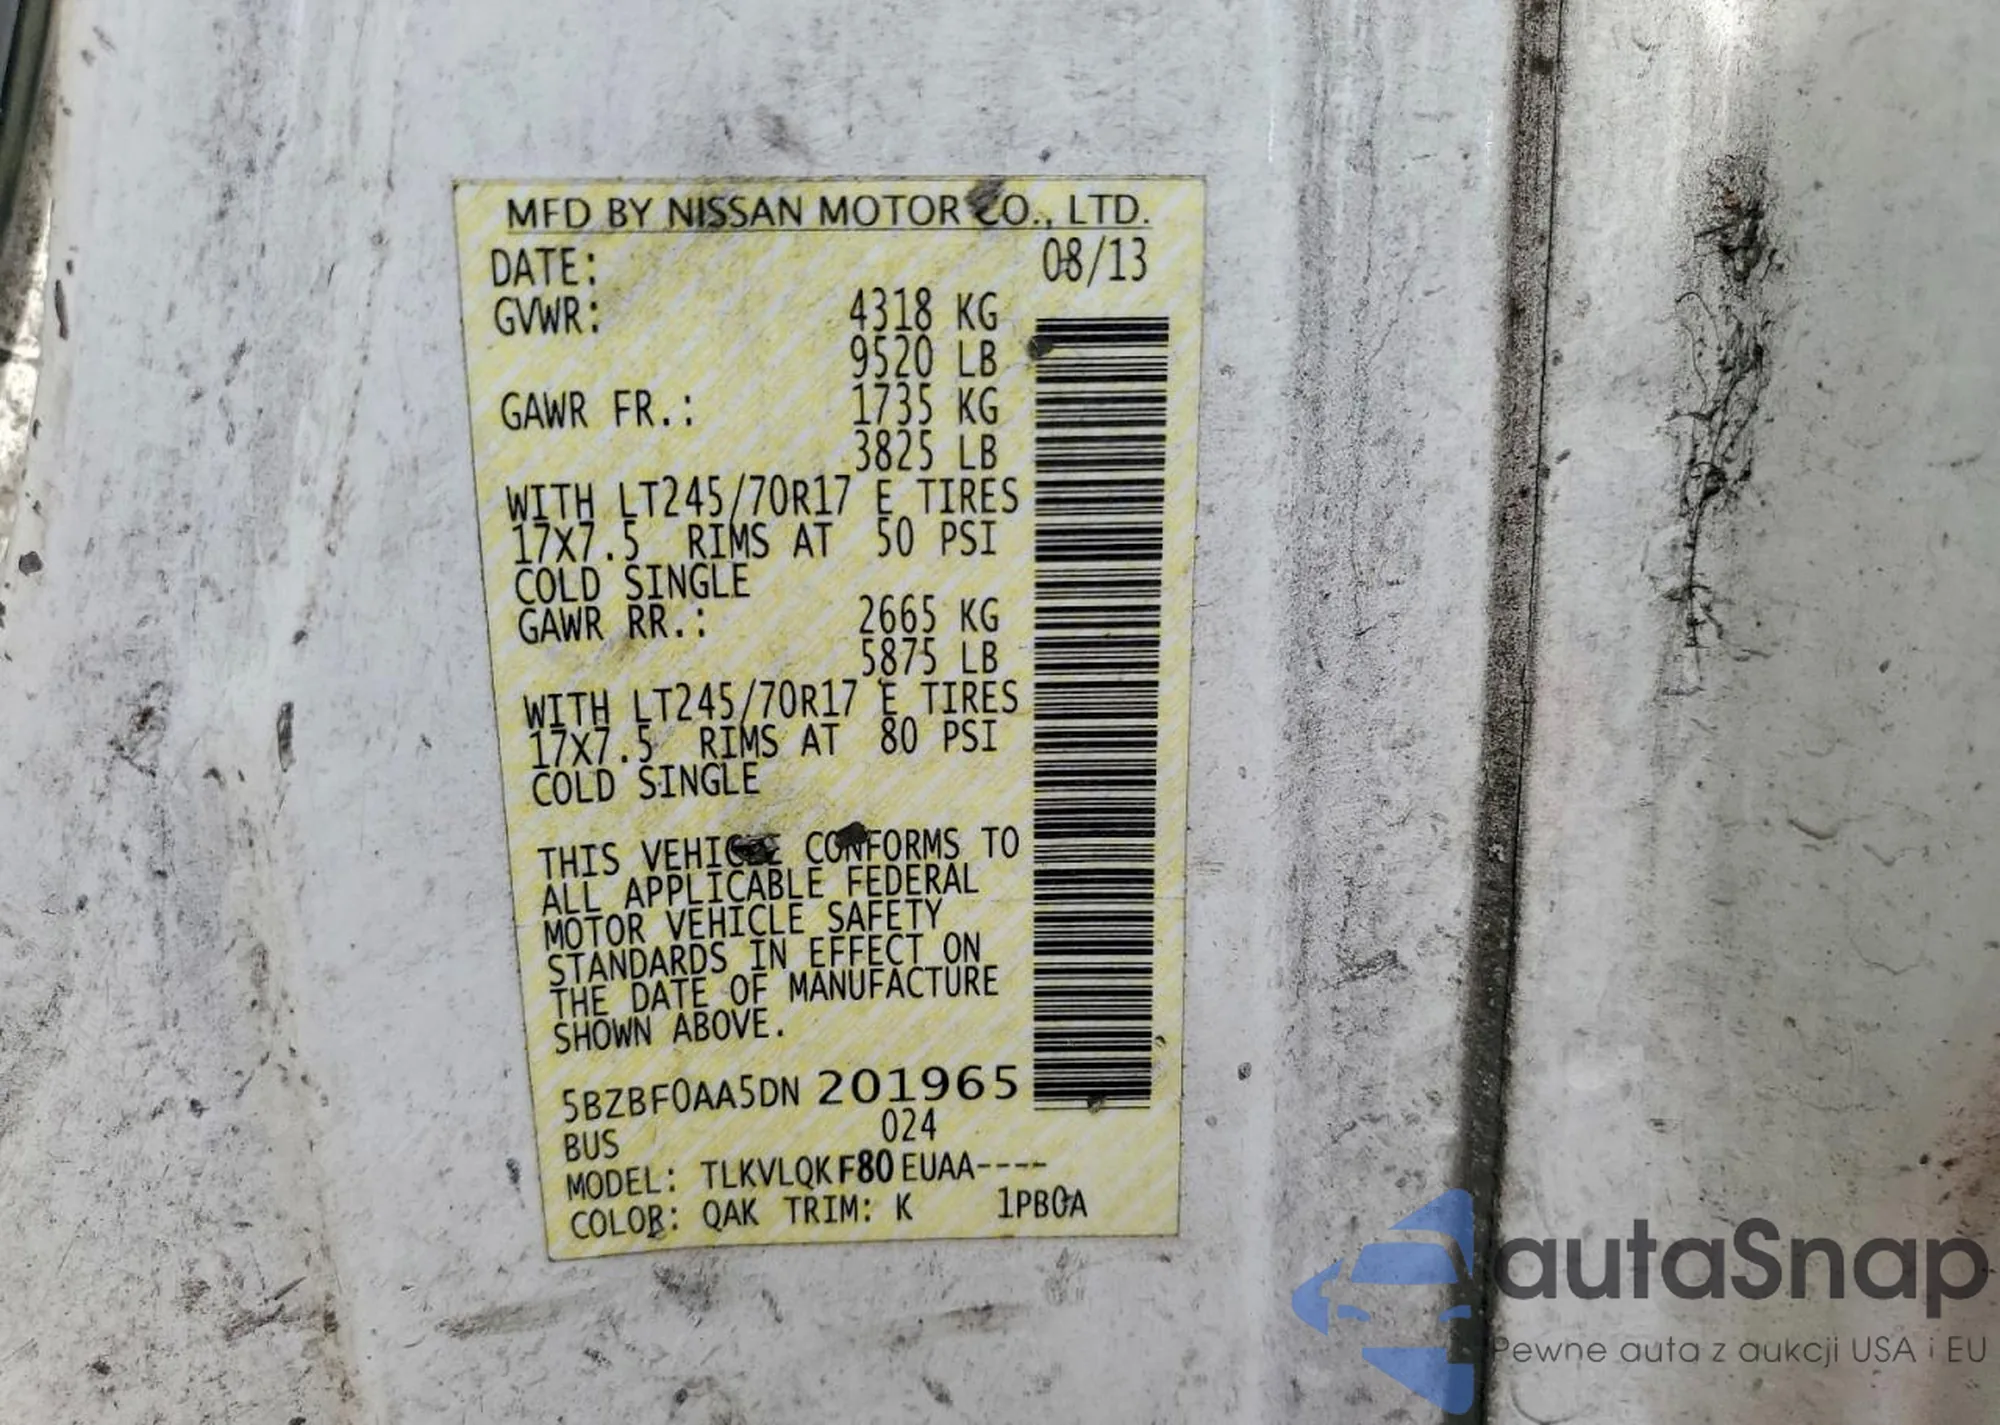 MFD BY NISSAN MOTOR CO., LTD.
DATE: 08/13
GVWR: 4318 KG
9520 LB
GAWR FR.: 1735 KG
3825 LB
WITH LT245/70R17 E TIRES
17X7.5 RIMS AT 50 PSI
COLD SINGLE
GAWR RR.: 2665 KG
5875 LB
WITH LT245/70R17 E TIRES
17X7.5 RIMS AT 80 PSI
COLD SINGLE
THIS VEHICLE CONFORMS TO
ALL APPLICABLE FEDERAL
MOTOR VEHICLE SAFETY
STANDARDS IN EFFECT ON
THE DATE OF MANUFACTURE
SHOWN ABOVE.
5BZBF0AA5DN 201965
BUS 024
MODEL: TLKVLQKF80EUAA----
COLOR: QAK TRIM: K 1PB0A
autaSnap
Pewne auta z aukcji USA i EU